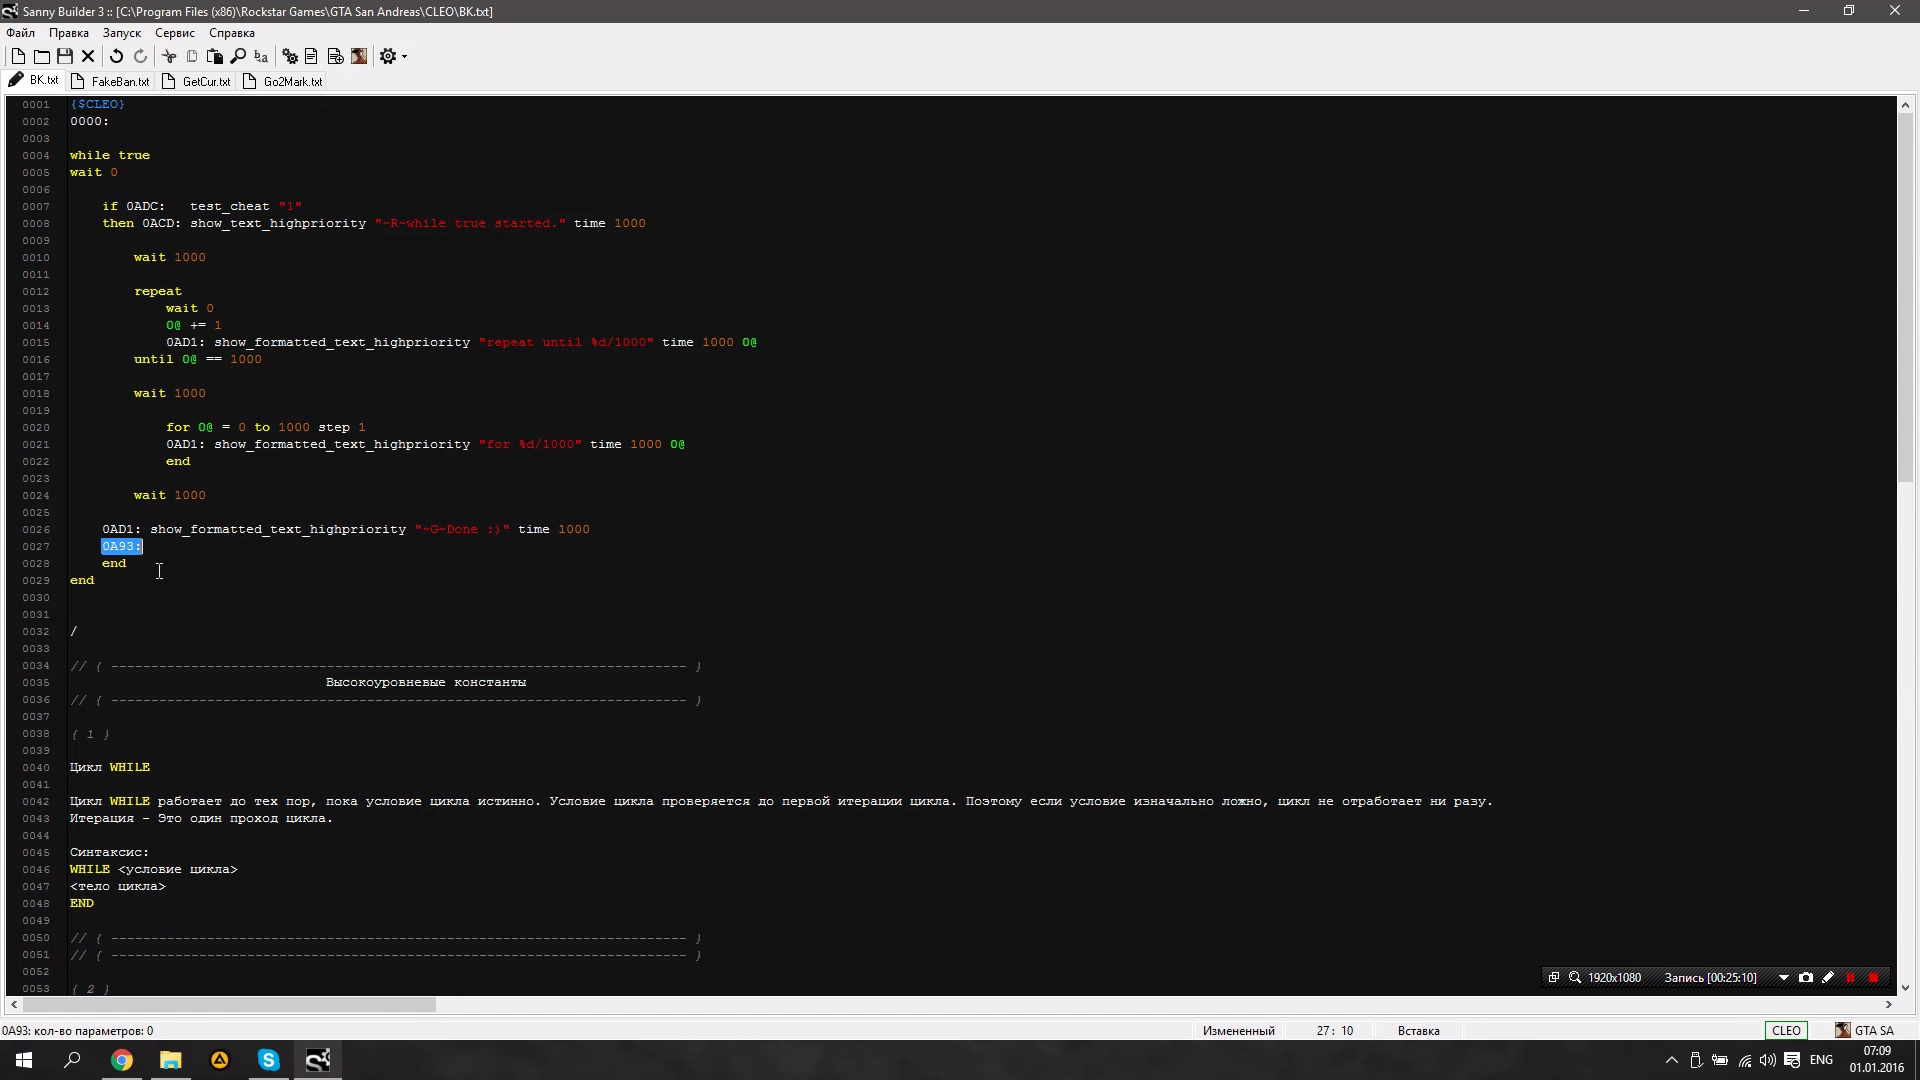 Sanny Builder 3 :: [C:\Program Files (x86)\Rockstar Games\GTA San Andreas\CLEO\BK.txt]
Файл Правка Запуск Сервис Справка
BK.txt FakeBan.txt GetCur.txt Go2Mark.txt
0001 {$CLEO}
0002 0000:
0003
0004 while true
0005 wait 0
0006
0007 if 0ADC: test_cheat "1"
0008 then 0ACD: show_text_highpriority "~R~while true started." time 1000
0009
0010 wait 1000
0011
0012 repeat
0013 wait 0
0014 0@ += 1
0015 0AD1: show_formatted_text_highpriority "repeat until %d/1000" time 1000 0@
0016 until 0@ == 1000
0017
0018 wait 1000
0019
0020 for 0@ = 0 to 1000 step 1
0021 0AD1: show_formatted_text_highpriority "for %d/1000" time 1000 0@
0022 end
0023
0024 wait 1000
0025
0026 0AD1: show_formatted_text_highpriority "~G~Done :)" time 1000
0027 0A93:
0028 end
0029 end
0030
0031
0032 /
0033
0034 // { ------------------------------------------------------------------------ }
0035 Высокоуровневые константы
0036 // { ------------------------------------------------------------------------ }
0037
0038 { 1 }
0039
0040 Цикл WHILE
0041
0042 Цикл WHILE работает до тех пор, пока условие цикла истинно. Условие цикла проверяется до первой итерации цикла. Поэтому если условие изначально ложно, цикл не отработает ни разу.
0043 Итерация - Это один проход цикла.
0044
0045 Синтаксис:
0046 WHILE <условие цикла>
0047 <тело цикла>
0048 END
0049
0050 // { ------------------------------------------------------------------------ }
0051 // { ------------------------------------------------------------------------ }
0052
0053 { 2 }
1920x1080 Запись [00:25:10]
0A93: кол-во параметров: 0 Измененный 27: 10 Вставка CLEO GTA SA
ENG 07:09
01.01.2016